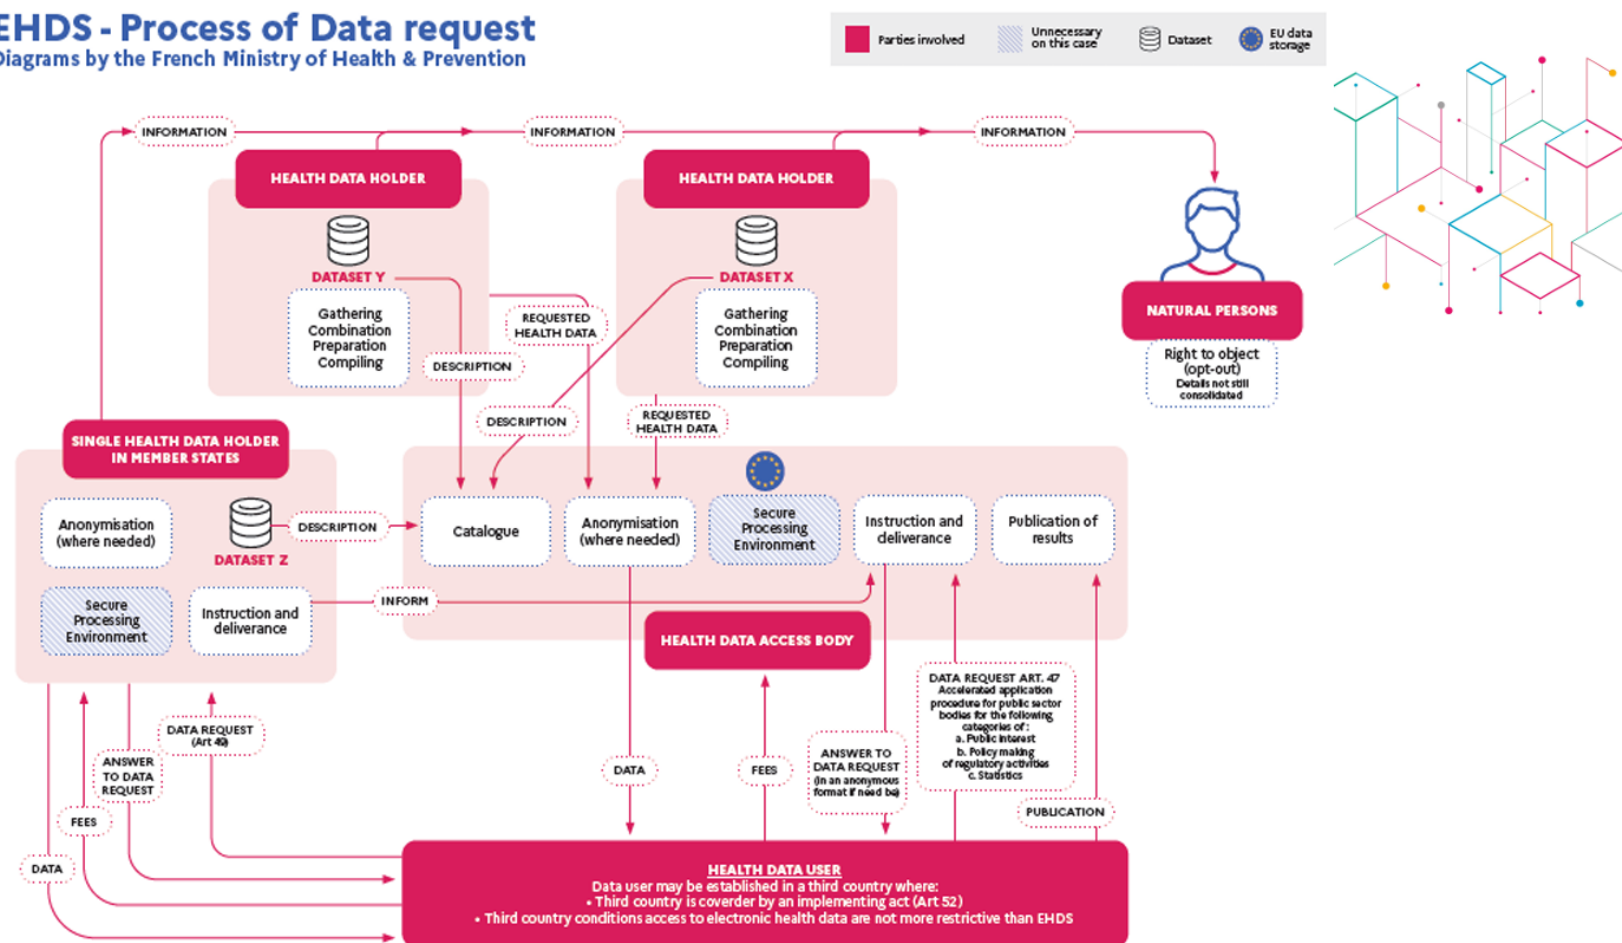 EHDS - Process of Data request
Diagrams by the French Ministry of Health & Prevention
Parties involved
Unnecessary
on this case
Dataset
EU data
storage
INFORMATION
INFORMATION
INFORMATION
HEALTH DATA HOLDER
HEALTH DATA HOLDER
DATASET Y
DATASET X
Gathering
Combination
Preparation
Compiling
REQUESTED
HEALTH DATA
Gathering
Combination
Preparation
Compiling
NATURAL PERSONS
Right to object
(opt-out)
Details not still
consolidated
DESCRIPTION
DESCRIPTION
REQUESTED
HEALTH DATA
SINGLE HEALTH DATA HOLDER
IN MEMBER STATES
Anonymisation
(where needed)
DATASET Z
DESCRIPTION
Catalogue
Anonymisation
(where needed)
Secure
Processing
Environment
Instruction and
deliverance
Publication of
results
Secure
Processing
Environment
Instruction and
deliverance
INFORM
HEALTH DATA ACCESS BODY
DATA REQUEST
(Art 49)
ANSWER
TO DATA
REQUEST
FEES
DATA
DATA
FEES
ANSWER TO
DATA REQUEST
(in an anonymous
format if need be)
DATA REQUEST ART. 47
Accelerated application
procedure for public sector
bodies for the following
categories of :
a. Public interest
b. Policy making
of regulatory activities
c. Statistics
PUBLICATION
HEALTH DATA USER
Data user may be established in a third country where:
• Third country is coverder by an implementing act (Art 52)
• Third country conditions access to electronic health data are not more restrictive than EHDS